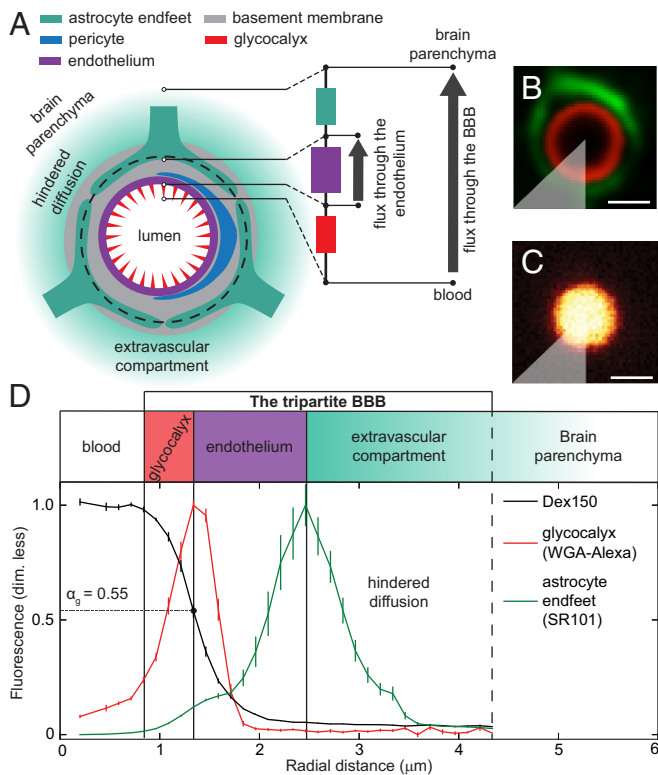 A
astrocyte endfeet
basement membrane
pericyte
glycocalyx
endothelium
brain
parenchyma
brain parenchyma
hindered
diffusion
lumen
extravascular
compartment
flux through the
endothelium
flux through the BBB
blood
B
C
D
The tripartite BBB
blood
glycocalyx
endothelium
extravascular
compartment
Brain
parenchyma
Fluorescence (dim. less)
1.0
0.5
0
αg = 0.55
hindered
diffusion
Dex150
glycocalyx
(WGA-Alexa)
astrocyte
endfeet
(SR101)
0
1
2
3
4
5
6
Radial distance (μm)